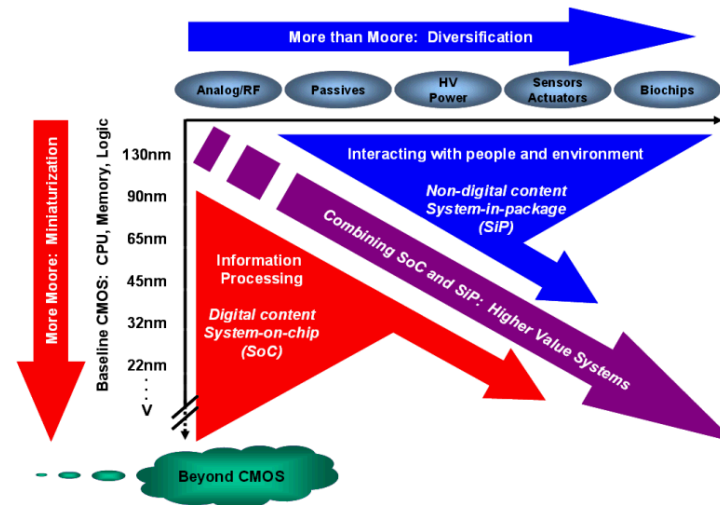 More than Moore: Diversification
Analog/RF
Passives
HV
Power
Sensors
Actuators
Biochips
More Moore: Miniaturization
Baseline CMOS: CPU, Memory, Logic
130nm
90nm
65nm
45nm
32nm
22nm
V
Interacting with people and environment
Non-digital content
System-in-package
(SiP)
Combining SoC and SiP: Higher Value Systems
Information
Processing
Digital content
System-on-chip
(SoC)
Beyond CMOS